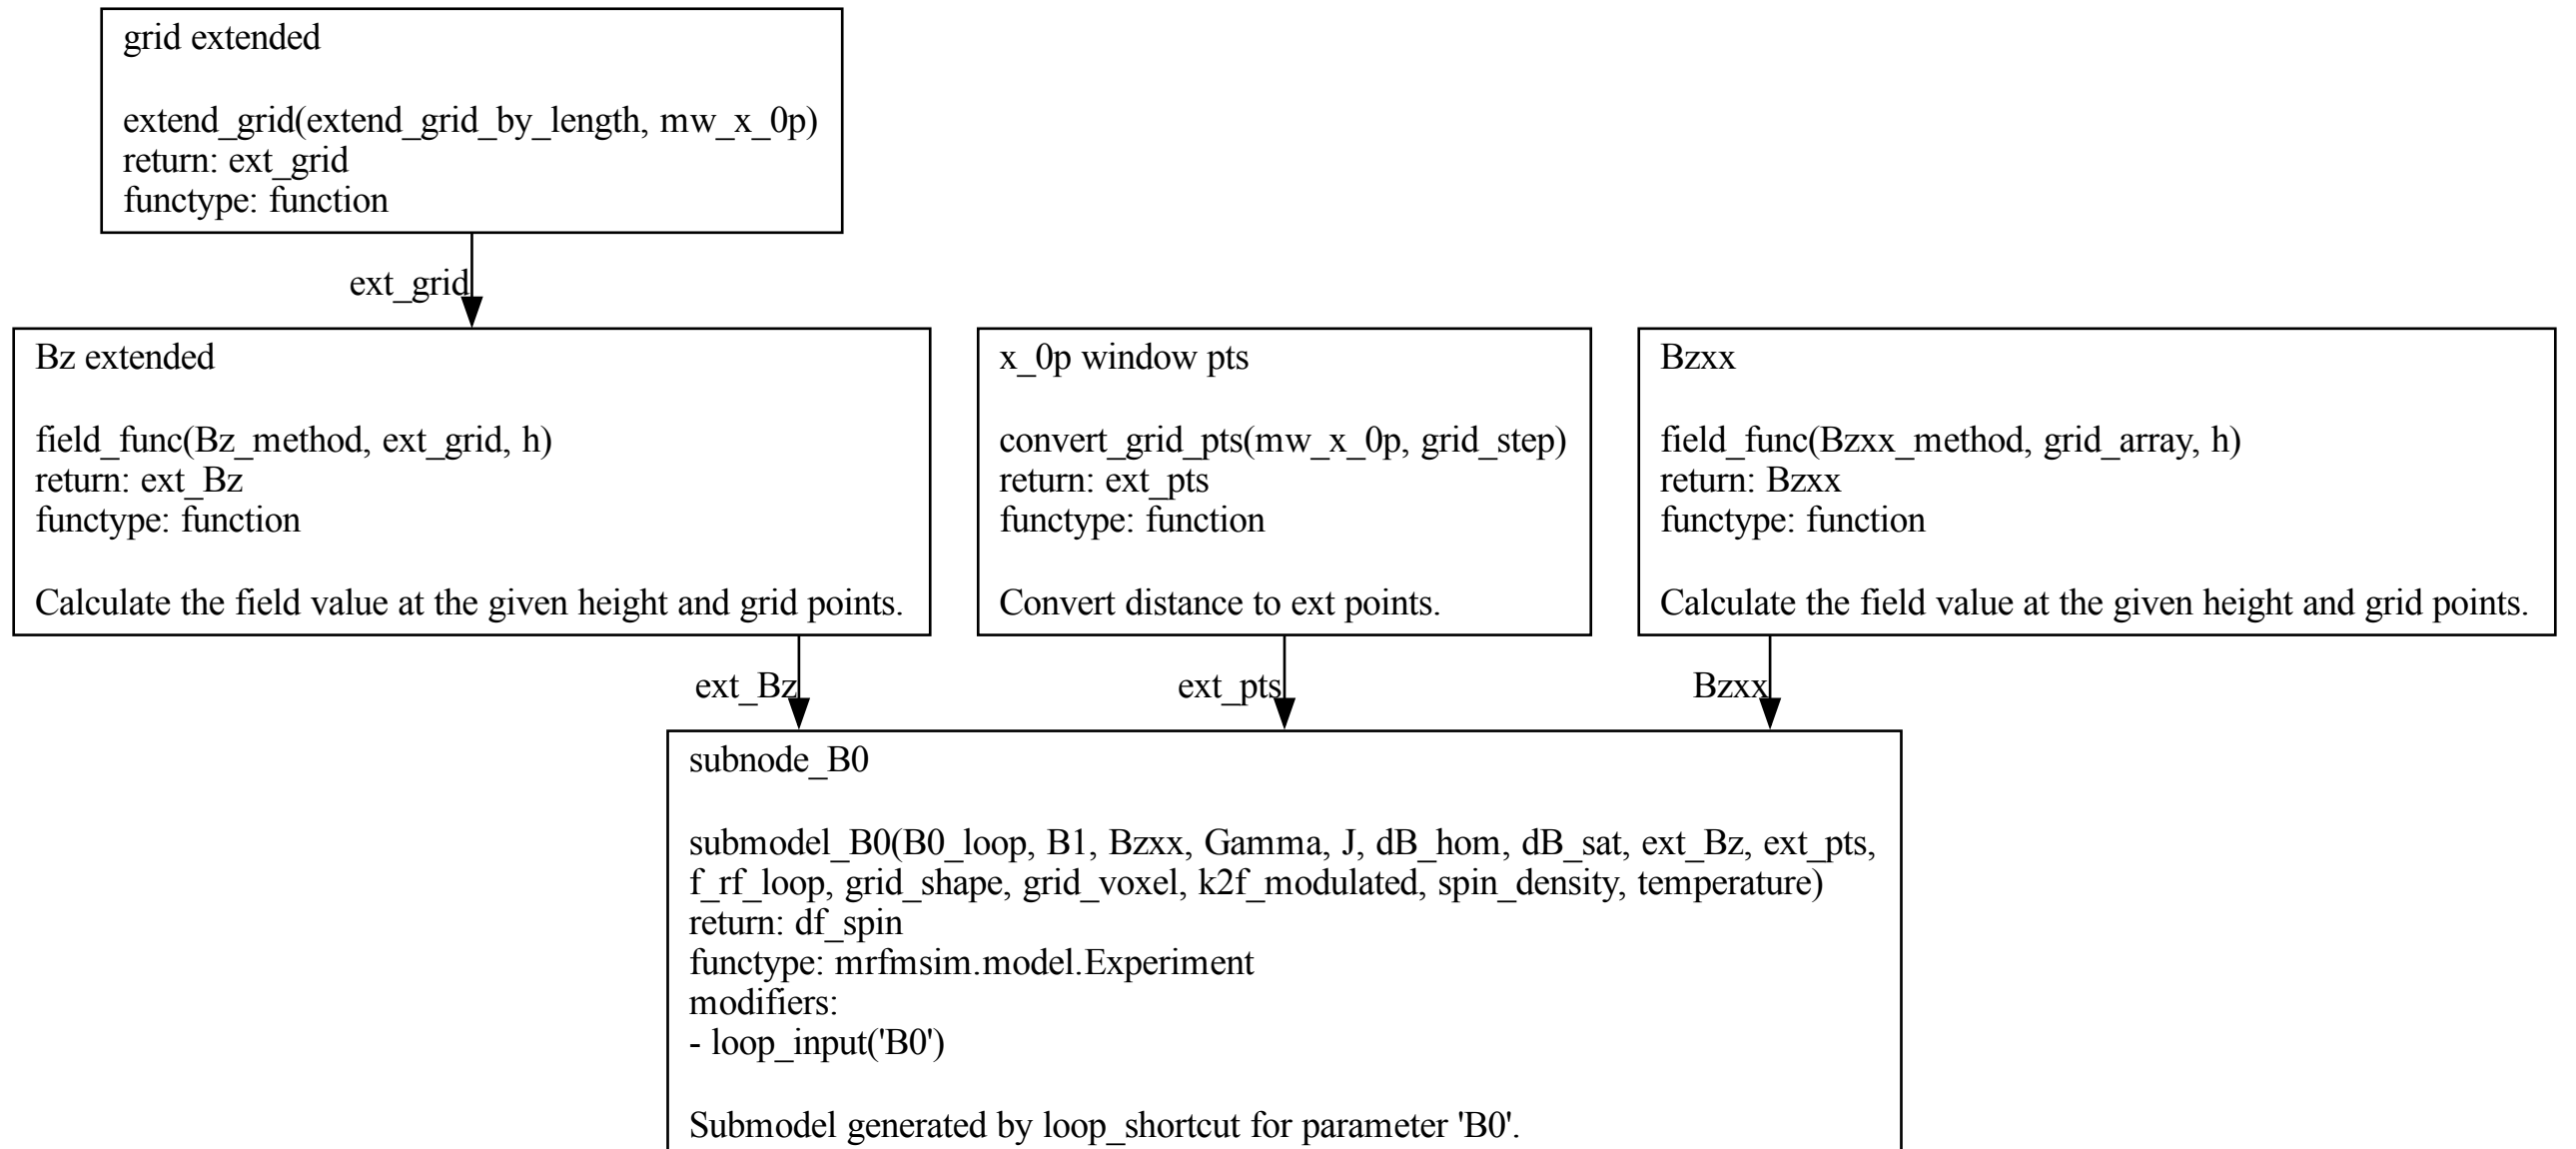 grid extended
extend_grid(extend_grid_by_length, mw_x_0p)
return: ext_grid
functype: function
ext_grid
Bz extended
field_func(Bz_method, ext_grid, h)
return: ext_Bz
functype: function
Calculate the field value at the given height and grid points.
x_0p window pts
convert_grid_pts(mw_x_0p, grid_step)
return: ext_pts
functype: function
Convert distance to ext points.
Bzxx
field_func(Bzxx_method, grid_array, h)
return: Bzxx
functype: function
Calculate the field value at the given height and grid points.
ext_Bz
ext_pts
Bzxx
subnode_B0
submodel_B0(B0_loop, B1, Bzxx, Gamma, J, dB_hom, dB_sat, ext_Bz, ext_pts,
f_rf_loop, grid_shape, grid_voxel, k2f_modulated, spin_density, temperature)
return: df_spin
functype: mrfmsim.model.Experiment
modifiers:
- loop_input('B0')
Submodel generated by loop_shortcut for parameter 'B0'.